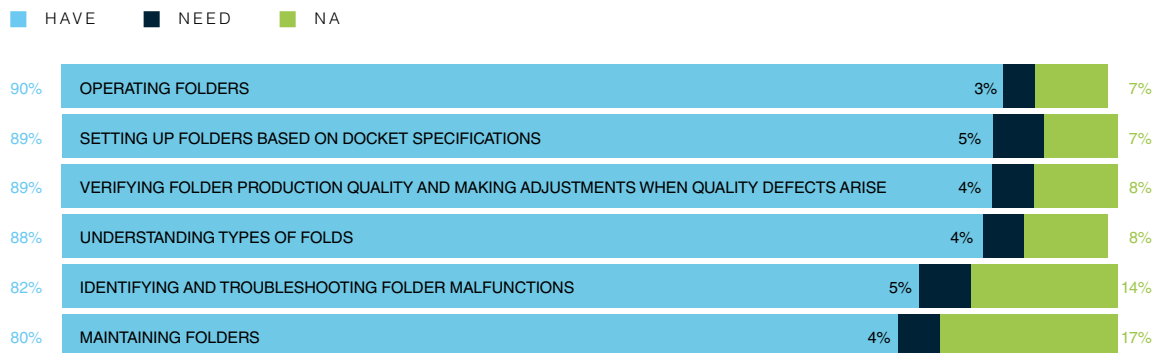 HAVE NEED NA
90% OPERATING FOLDERS 3% 7%
89% SETTING UP FOLDERS BASED ON DOCKET SPECIFICATIONS 5% 7%
89% VERIFYING FOLDER PRODUCTION QUALITY AND MAKING ADJUSTMENTS WHEN QUALITY DEFECTS ARISE 4% 8%
88% UNDERSTANDING TYPES OF FOLDS 4% 8%
82% IDENTIFYING AND TROUBLESHOOTING FOLDER MALFUNCTIONS 5% 14%
80% MAINTAINING FOLDERS 4% 17%